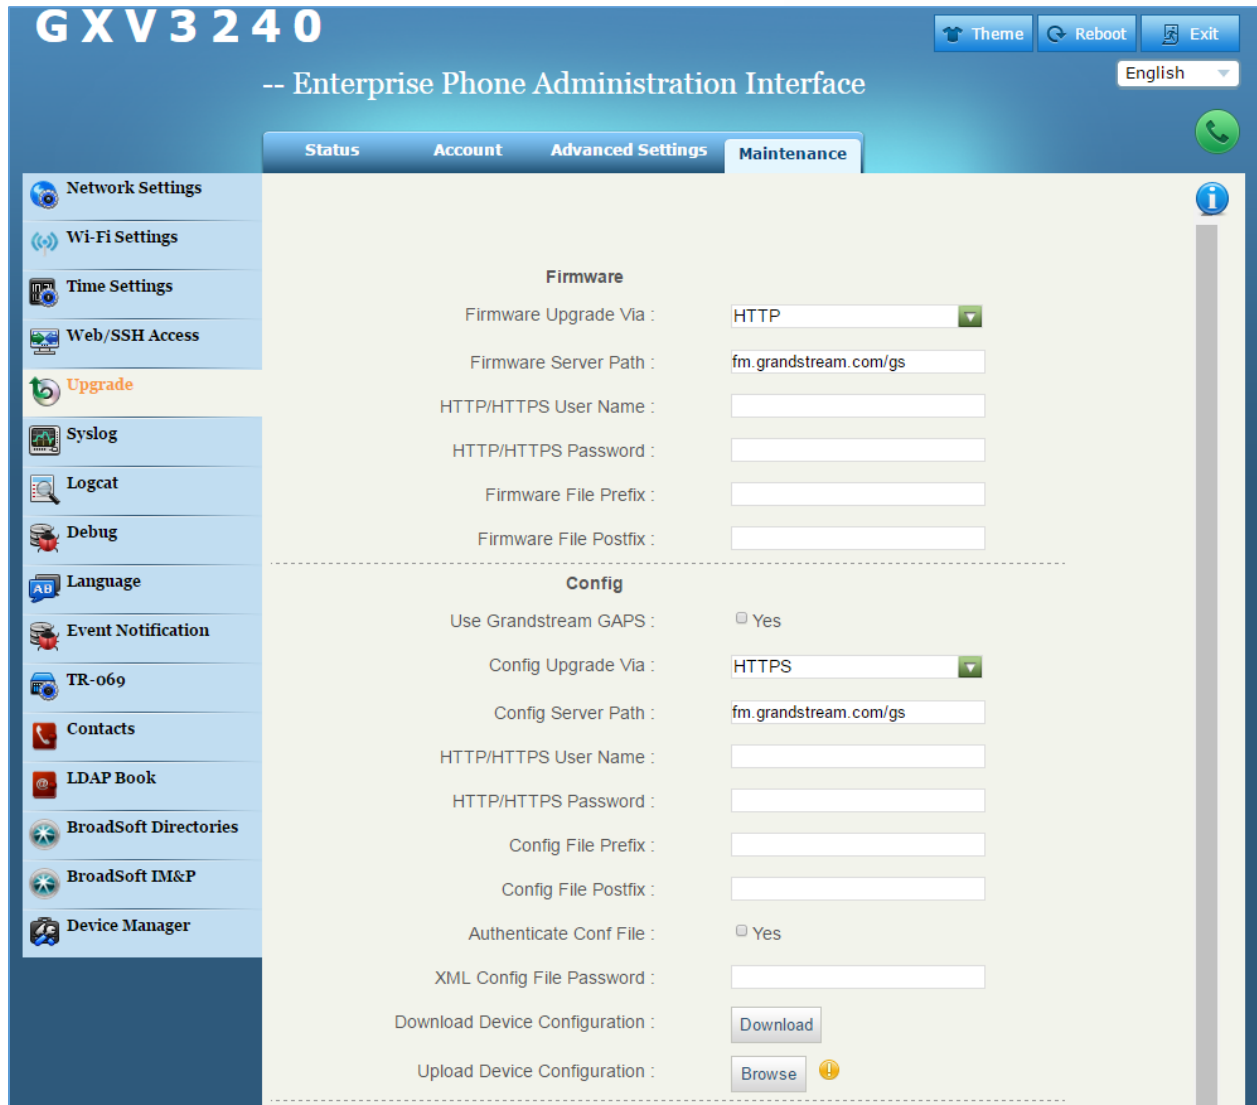 GXV3240
Theme
Reboot
Exit
-- Enterprise Phone Administration Interface
English
Status
Account
Advanced Settings
Maintenance
Network Settings
Wi-Fi Settings
Time Settings
Web/SSH Access
Upgrade
Syslog
Logcat
Debug
Language
Event Notification
TR-069
Contacts
LDAP Book
BroadSoft Directories
BroadSoft IM&P
Device Manager
Firmware
Firmware Upgrade Via : HTTP
Firmware Server Path : fm.grandstream.com/gs
HTTP/HTTPS User Name :
HTTP/HTTPS Password :
Firmware File Prefix :
Firmware File Postfix :
Config
Use Grandstream GAPS : Yes
Config Upgrade Via : HTTPS
Config Server Path : fm.grandstream.com/gs
HTTP/HTTPS User Name :
HTTP/HTTPS Password :
Config File Prefix :
Config File Postfix :
Authenticate Conf File : Yes
XML Config File Password :
Download Device Configuration : Download
Upload Device Configuration : Browse